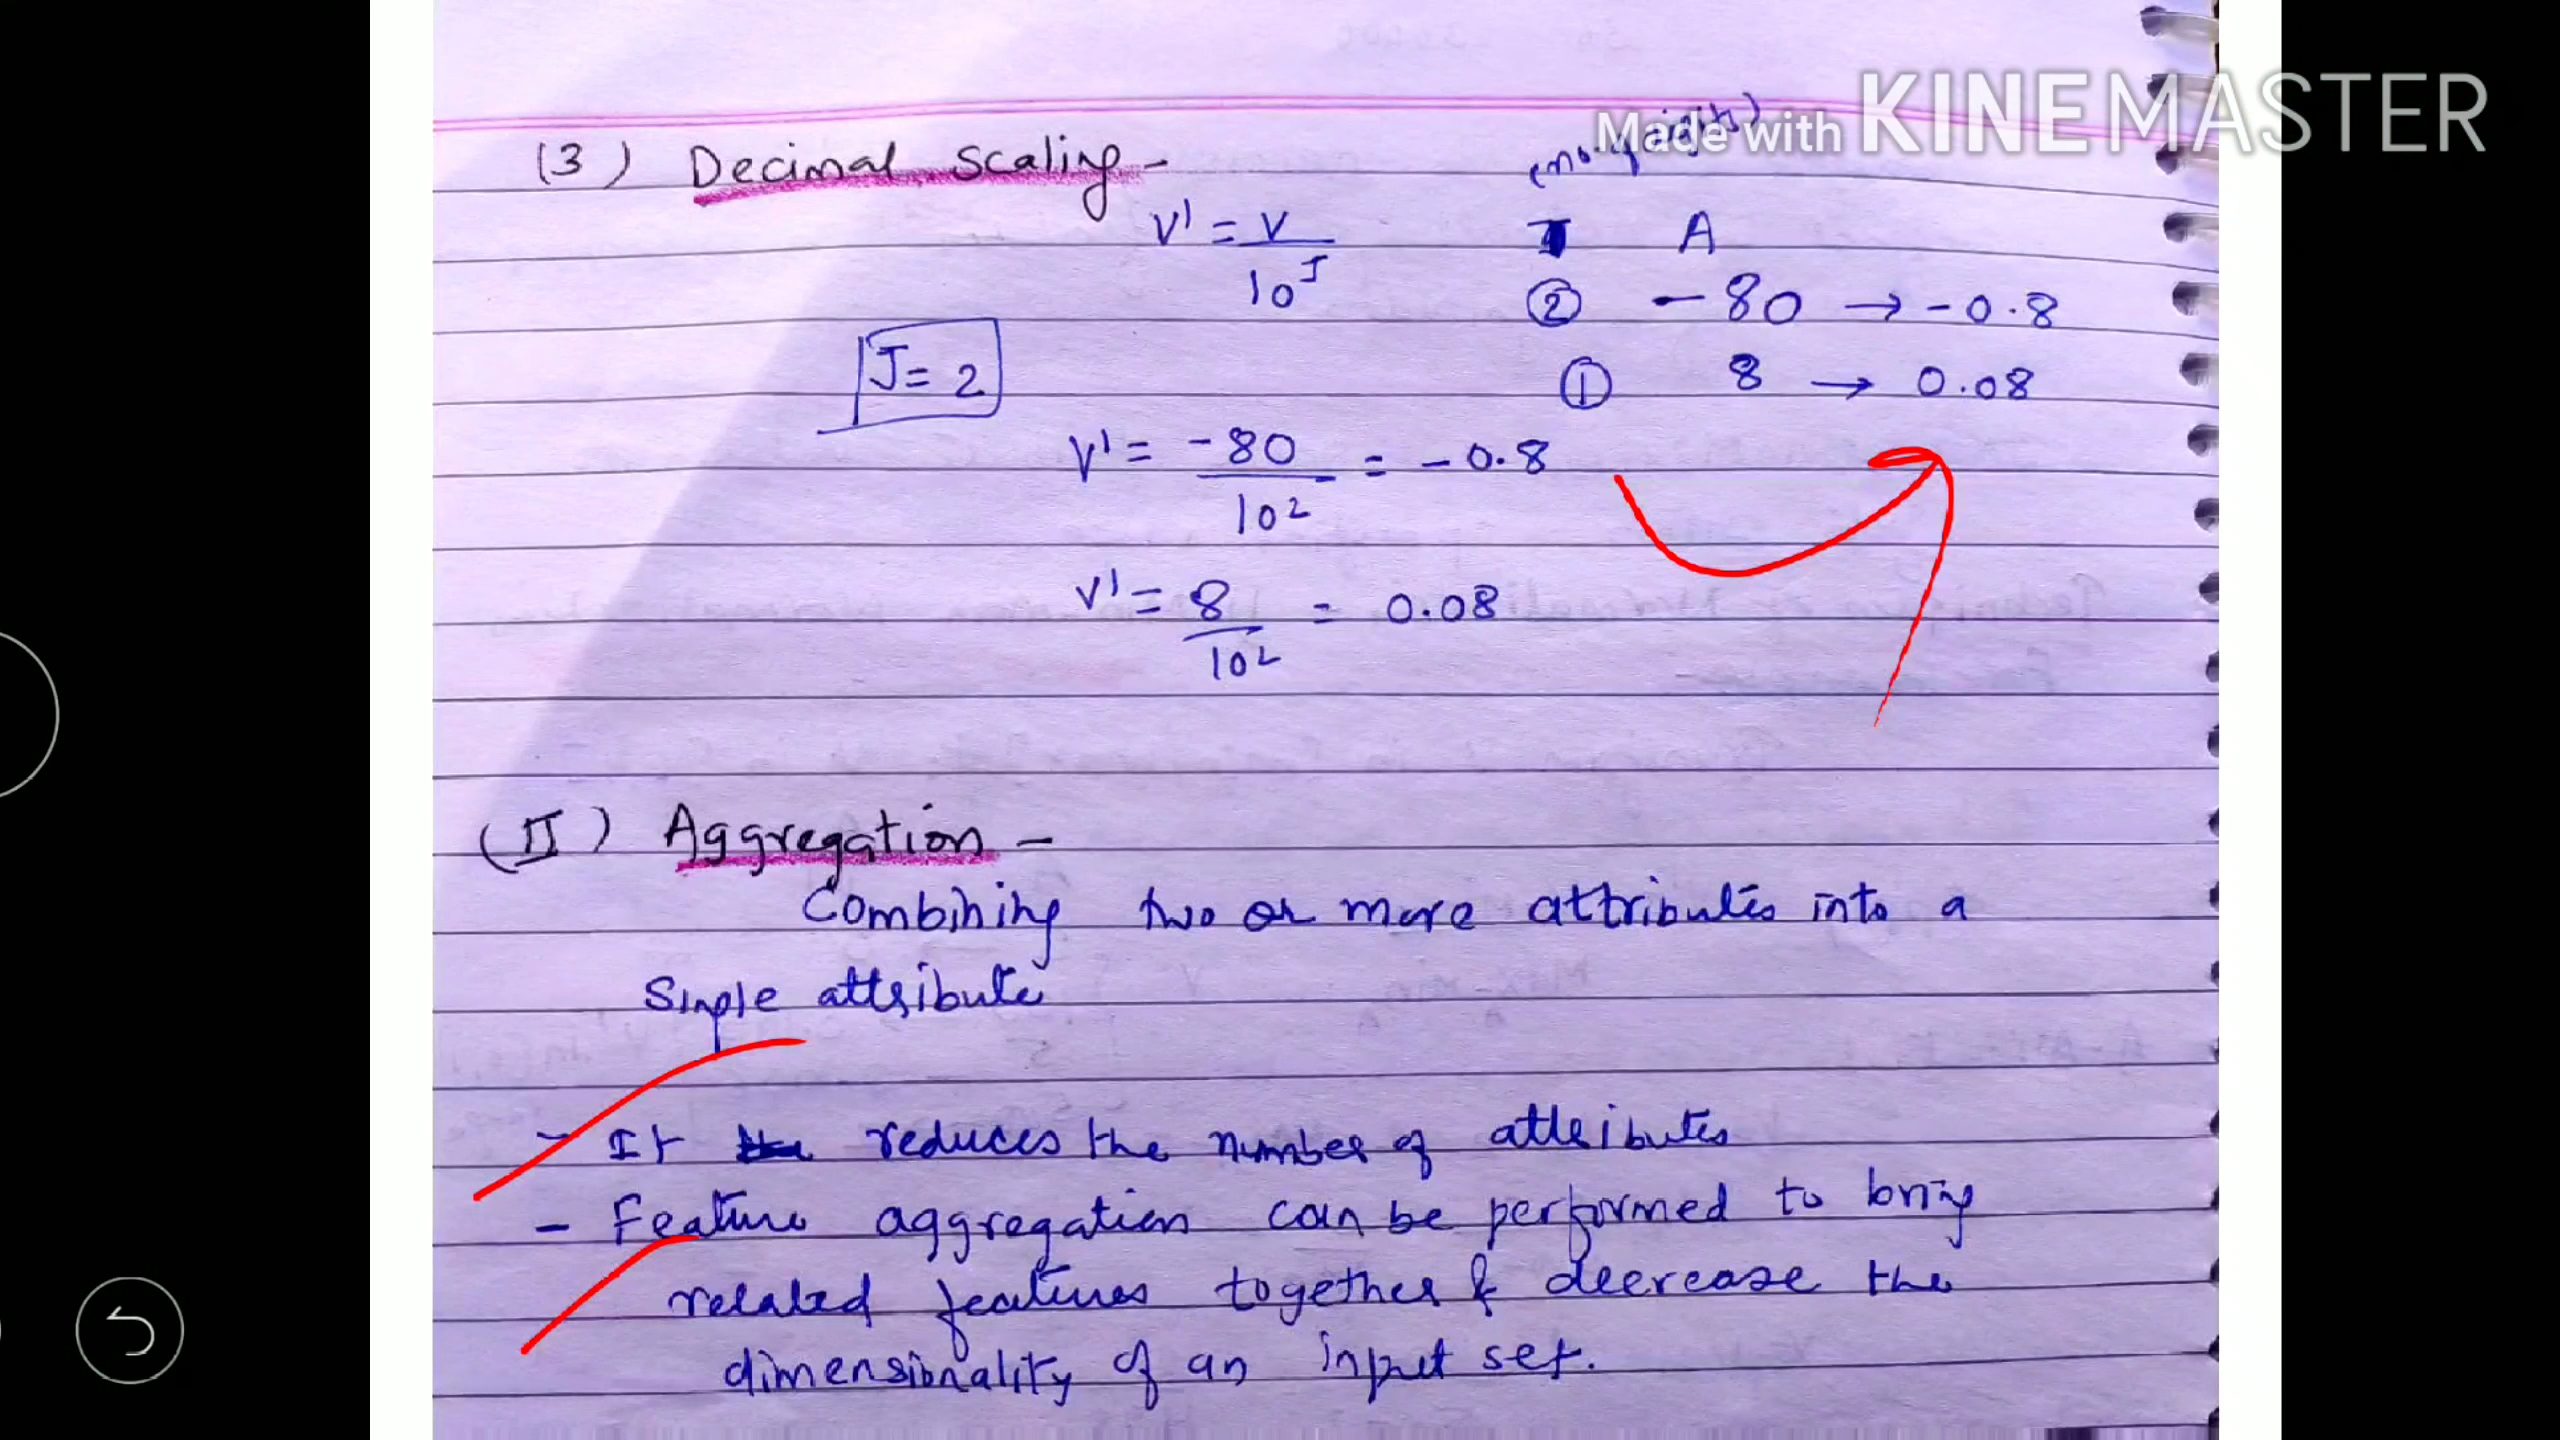 Made with KINEMASTER
(3) Decimal scaling -
(no. of digits)
V' = V / 10^J
J A
② -80 → -0.8
J = 2
① 8 → 0.08
V' = -80 / 10² = -0.8
V' = 8 / 10² = 0.08
(II) Aggregation -
Combining two or more attributes into a
Single attribute
- It reduces the number of attributes
- Feature aggregation can be performed to bring
related features together & decrease the
dimensionality of an input set.